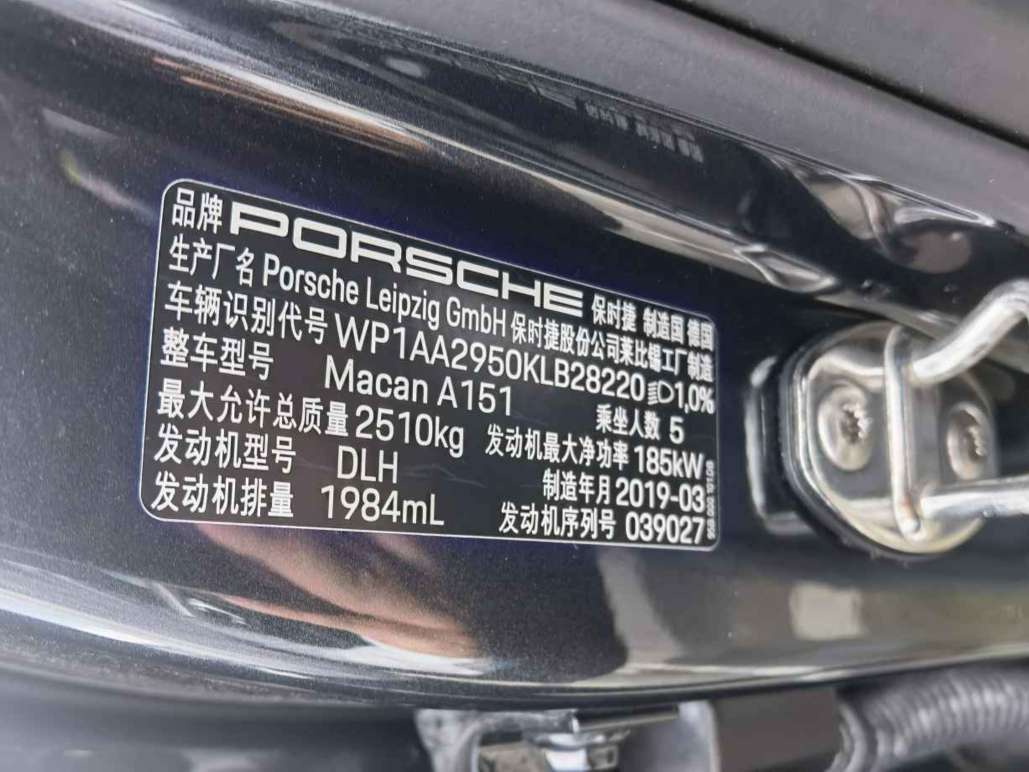 品牌 PORSCHE 保时捷 制造国 德国
生产厂名 Porsche Leipzig GmbH 保时捷股份公司莱比锡工厂制造
车辆识别代号 WP1AA2950KLB28220 1,0%
整车型号 Macan A151 乘坐人数 5
最大允许总质量 2510kg 发动机最大净功率 185kW
发动机型号 DLH 制造年月 2019-03
发动机排量 1984mL 发动机序列号 039027